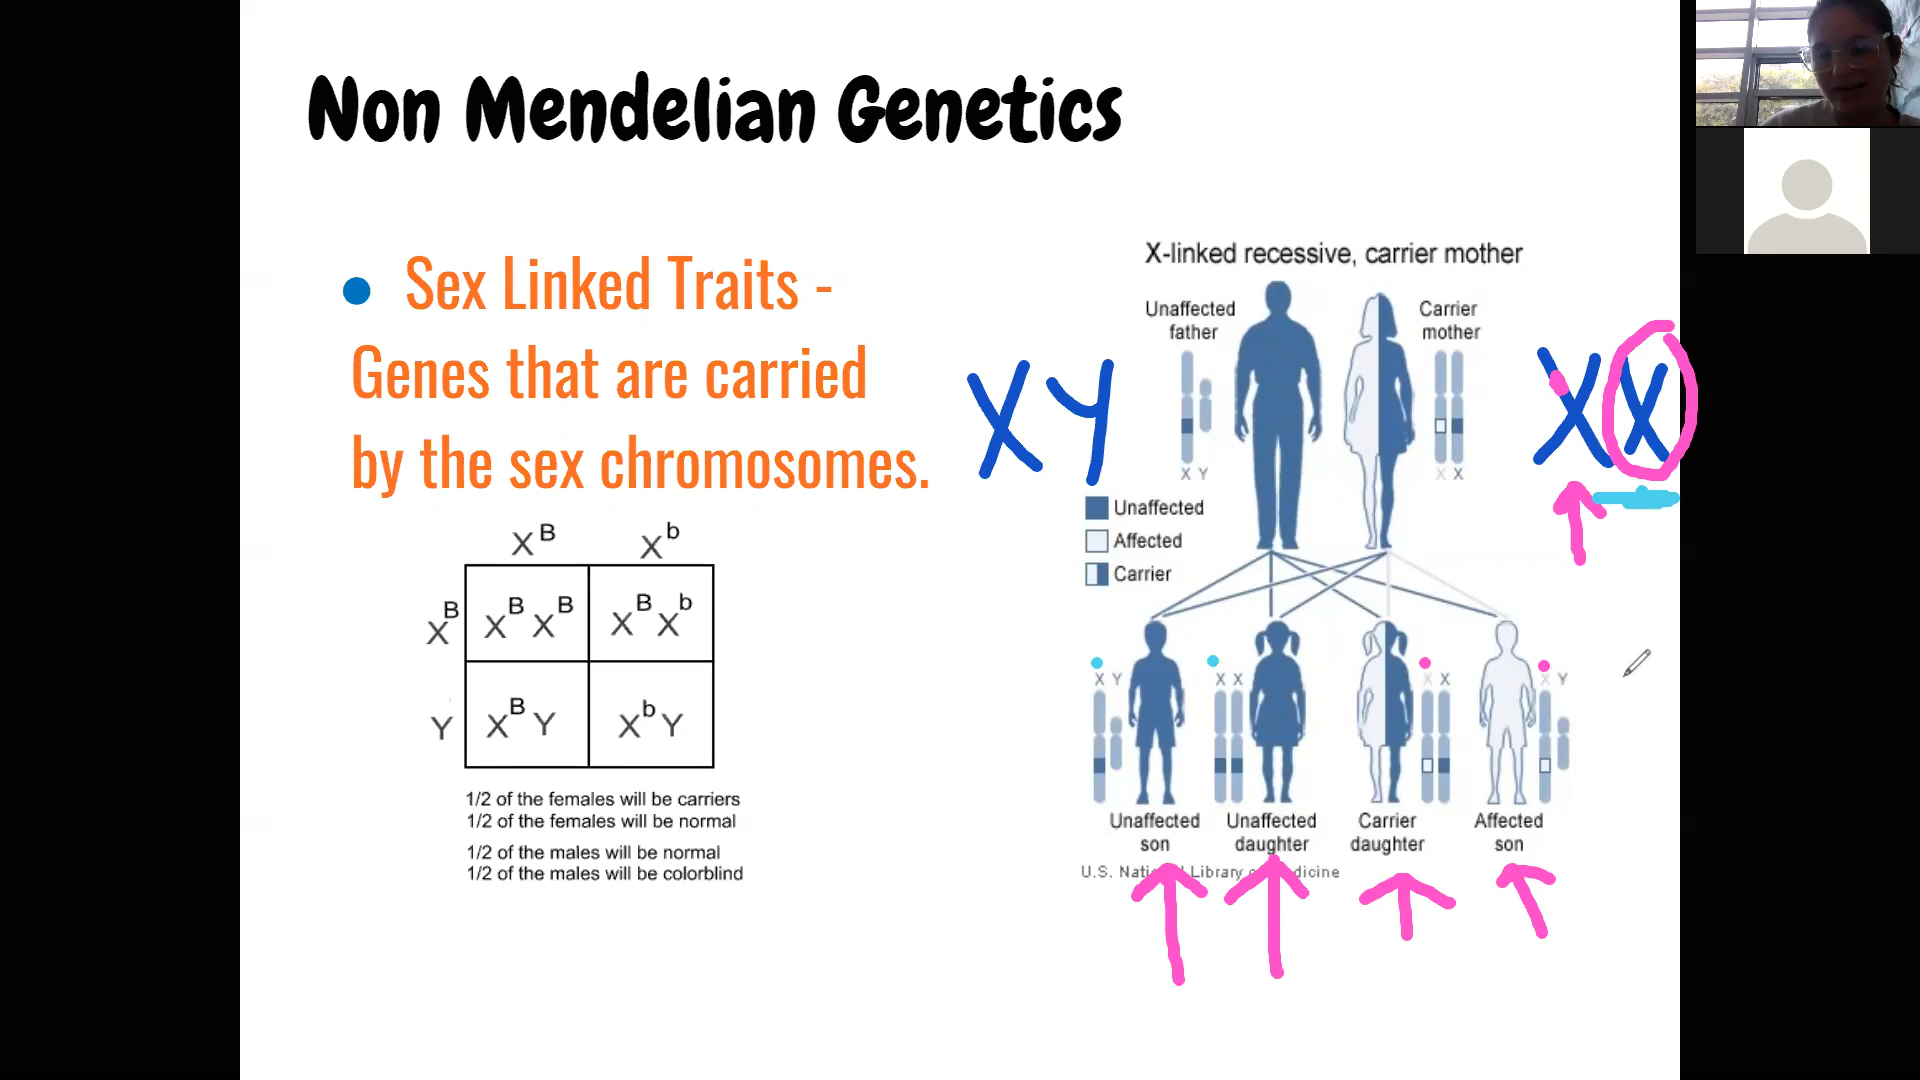 Non Mendelian Genetics
Sex Linked Traits -
Genes that are carried
by the sex chromosomes.
X^B X^b
X^B X^B X^B X^B X^b
Y X^B Y X^b Y
1/2 of the females will be carriers
1/2 of the females will be normal
1/2 of the males will be normal
1/2 of the males will be colorblind
X-linked recessive, carrier mother
Unaffected
father
Carrier
mother
X Y
X X
X Y
X X
Unaffected
Affected
Carrier
X Y
X X
X X
X Y
Unaffected
son
Unaffected
daughter
Carrier
daughter
Affected
son
U.S. National Library of Medicine